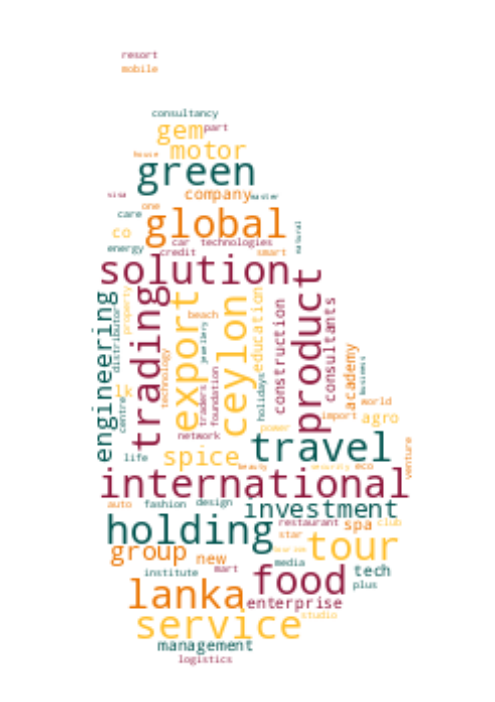 resort
mobile
consultancy
gem part
motor
house
green
visa company master
one
care global
co natural
car technologies
energy credit smart
solution
engineering
distributor
property
trading
technology
export
beach
jewellery
ceylon
education
holidays
construction
product
consultants
academy
business
lk
centre
traders
foundation
world
import agro
network power
travel
life spice
beauty security eco
venture
international
auto fashion design investment
holding restaurant spa club
star
tour
group new
media
institute mart food tech
plus
lanka enterprise
service studio
management
logistics